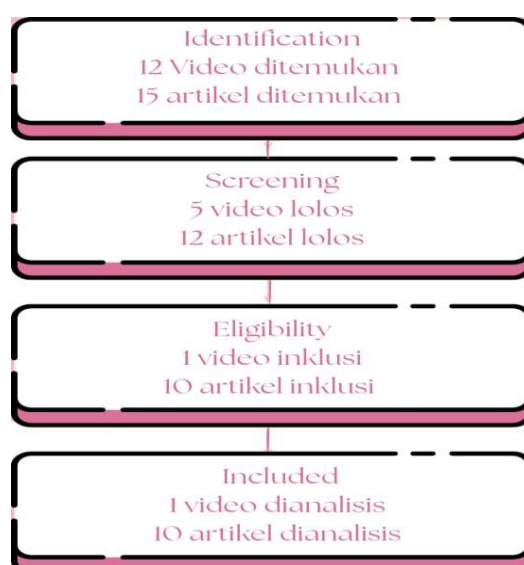 Identification
12 Video ditemukan
15 artikel ditemukan
Screening
5 video lolos
12 artikel lolos
Eligibility
1 video inklusi
10 artikel inklusi
Included
1 video dianalisis
10 artikel dianalisis